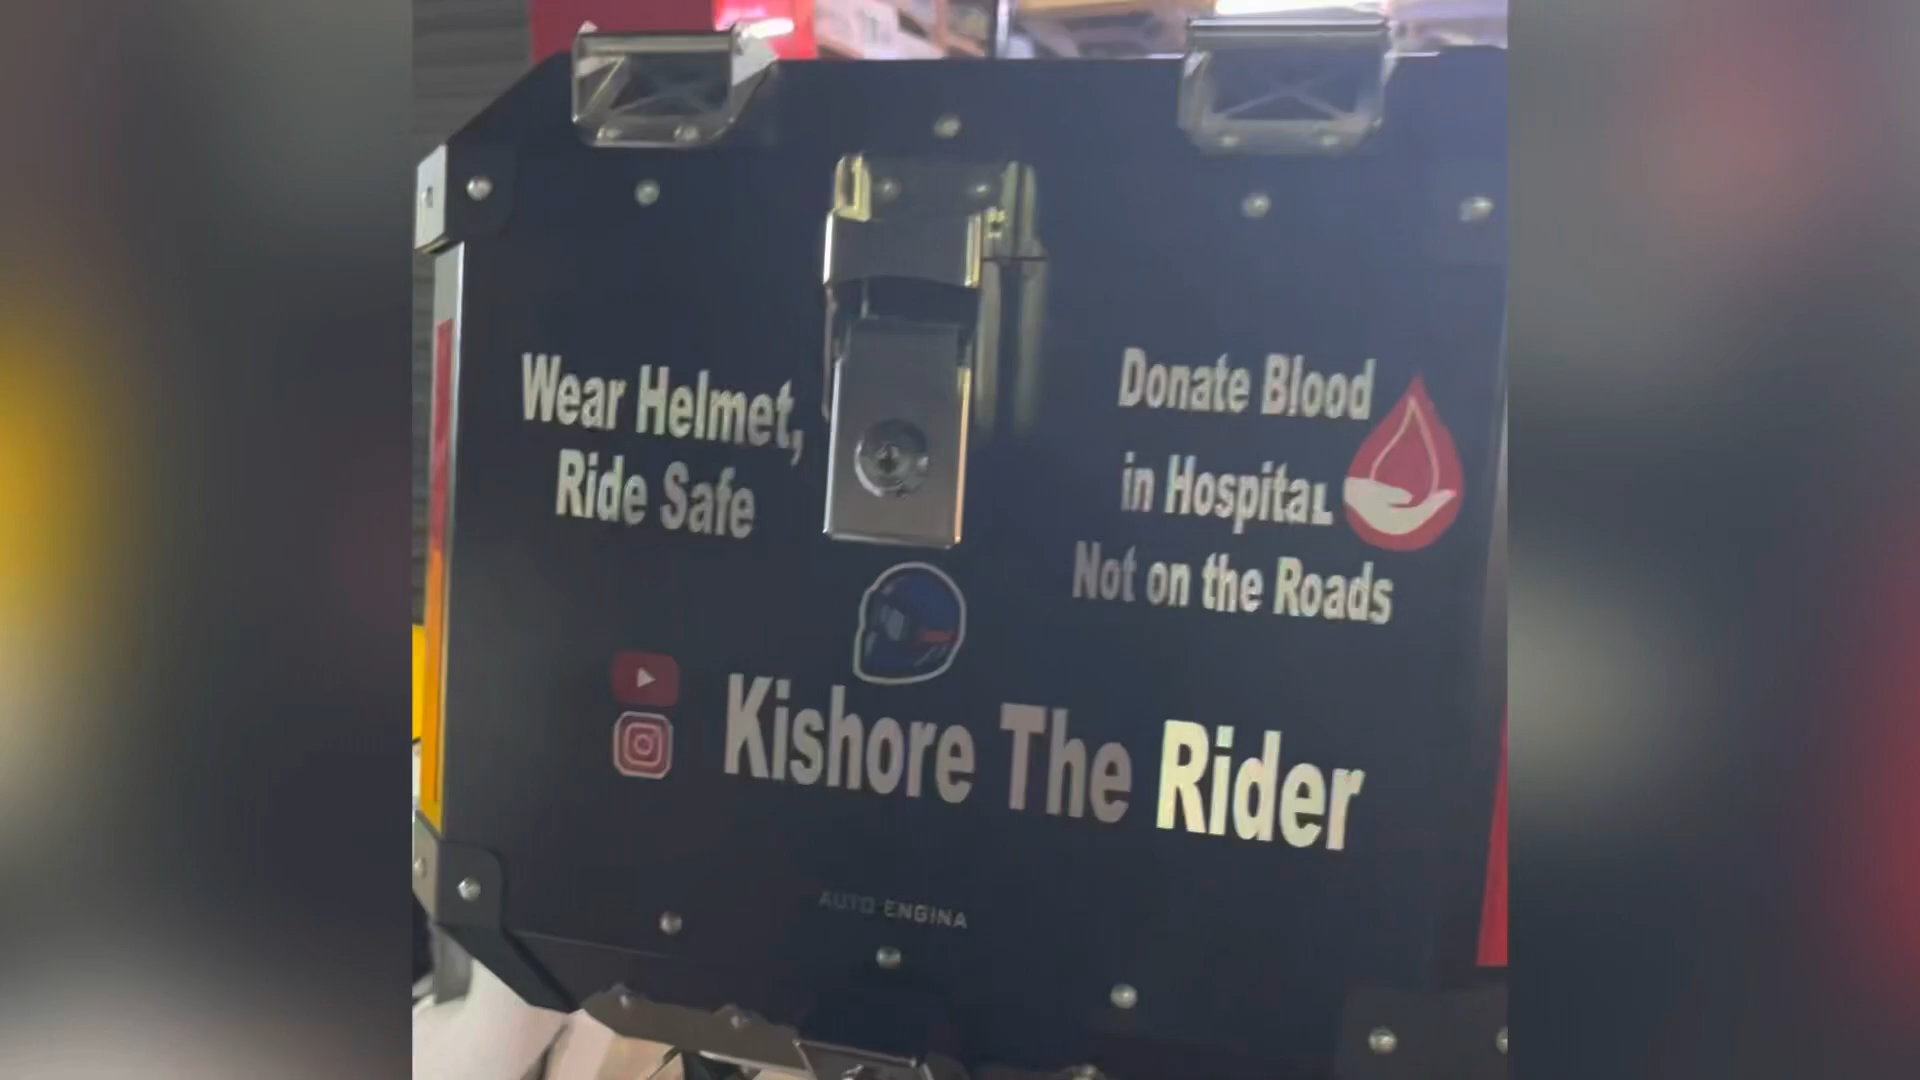 Wear Helmet,
Ride Safe
Donate Blood
in Hospital
Not on the Roads
Kishore The Rider
AUTO ENGINA